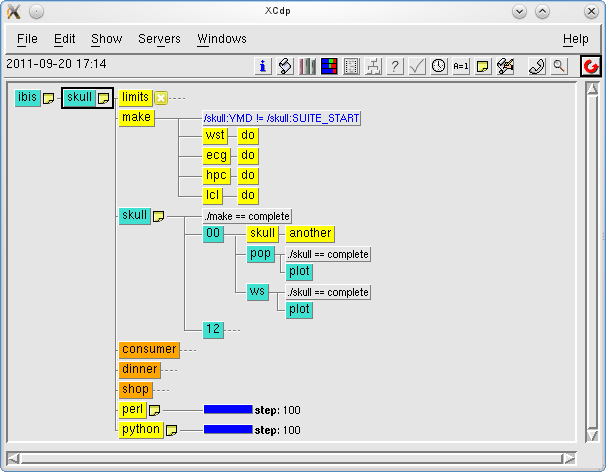 XCdp
File Edit Show Servers Windows Help
2011-09-20 17:14
i ? A=1
ibis skull limits
make /skull:YMD != /skull:SUITE_START
wst do
ecg do
hpc do
lcl do
skull ./make == complete
00 skull another
pop ./skull == complete
plot
ws ./skull == complete
plot
12
consumer
dinner
shop
perl step: 100
python step: 100